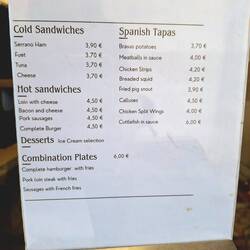 Cold Sandwiches
Serrano Ham 3,90 €
Fuet 3,70 €
Tuna 3,70 €
Cheese 3,70 €
Hot sandwiches
Loin with cheese 4,50 €
Bacon and cheese 4,50 €
Pork sausages 4,50 €
Complete Burger 4,50 €
Desserts Ice Cream selection
Combination Plates 6,00 €
Complete hamburger with fries
Pork loin steak with fries
Sausages with French fries
Spanish Tapas
Bravas potatoes 3,70 €
Meatballs in sauce 4,00 €
Chicken Strips 4,20 €
Breaded squid 4,20 €
Fried pig snout 3,90 €
Calluses 4,50 €
Chicken Split Wings 4,00 €
Cuttlefish in sauce 6,00 €